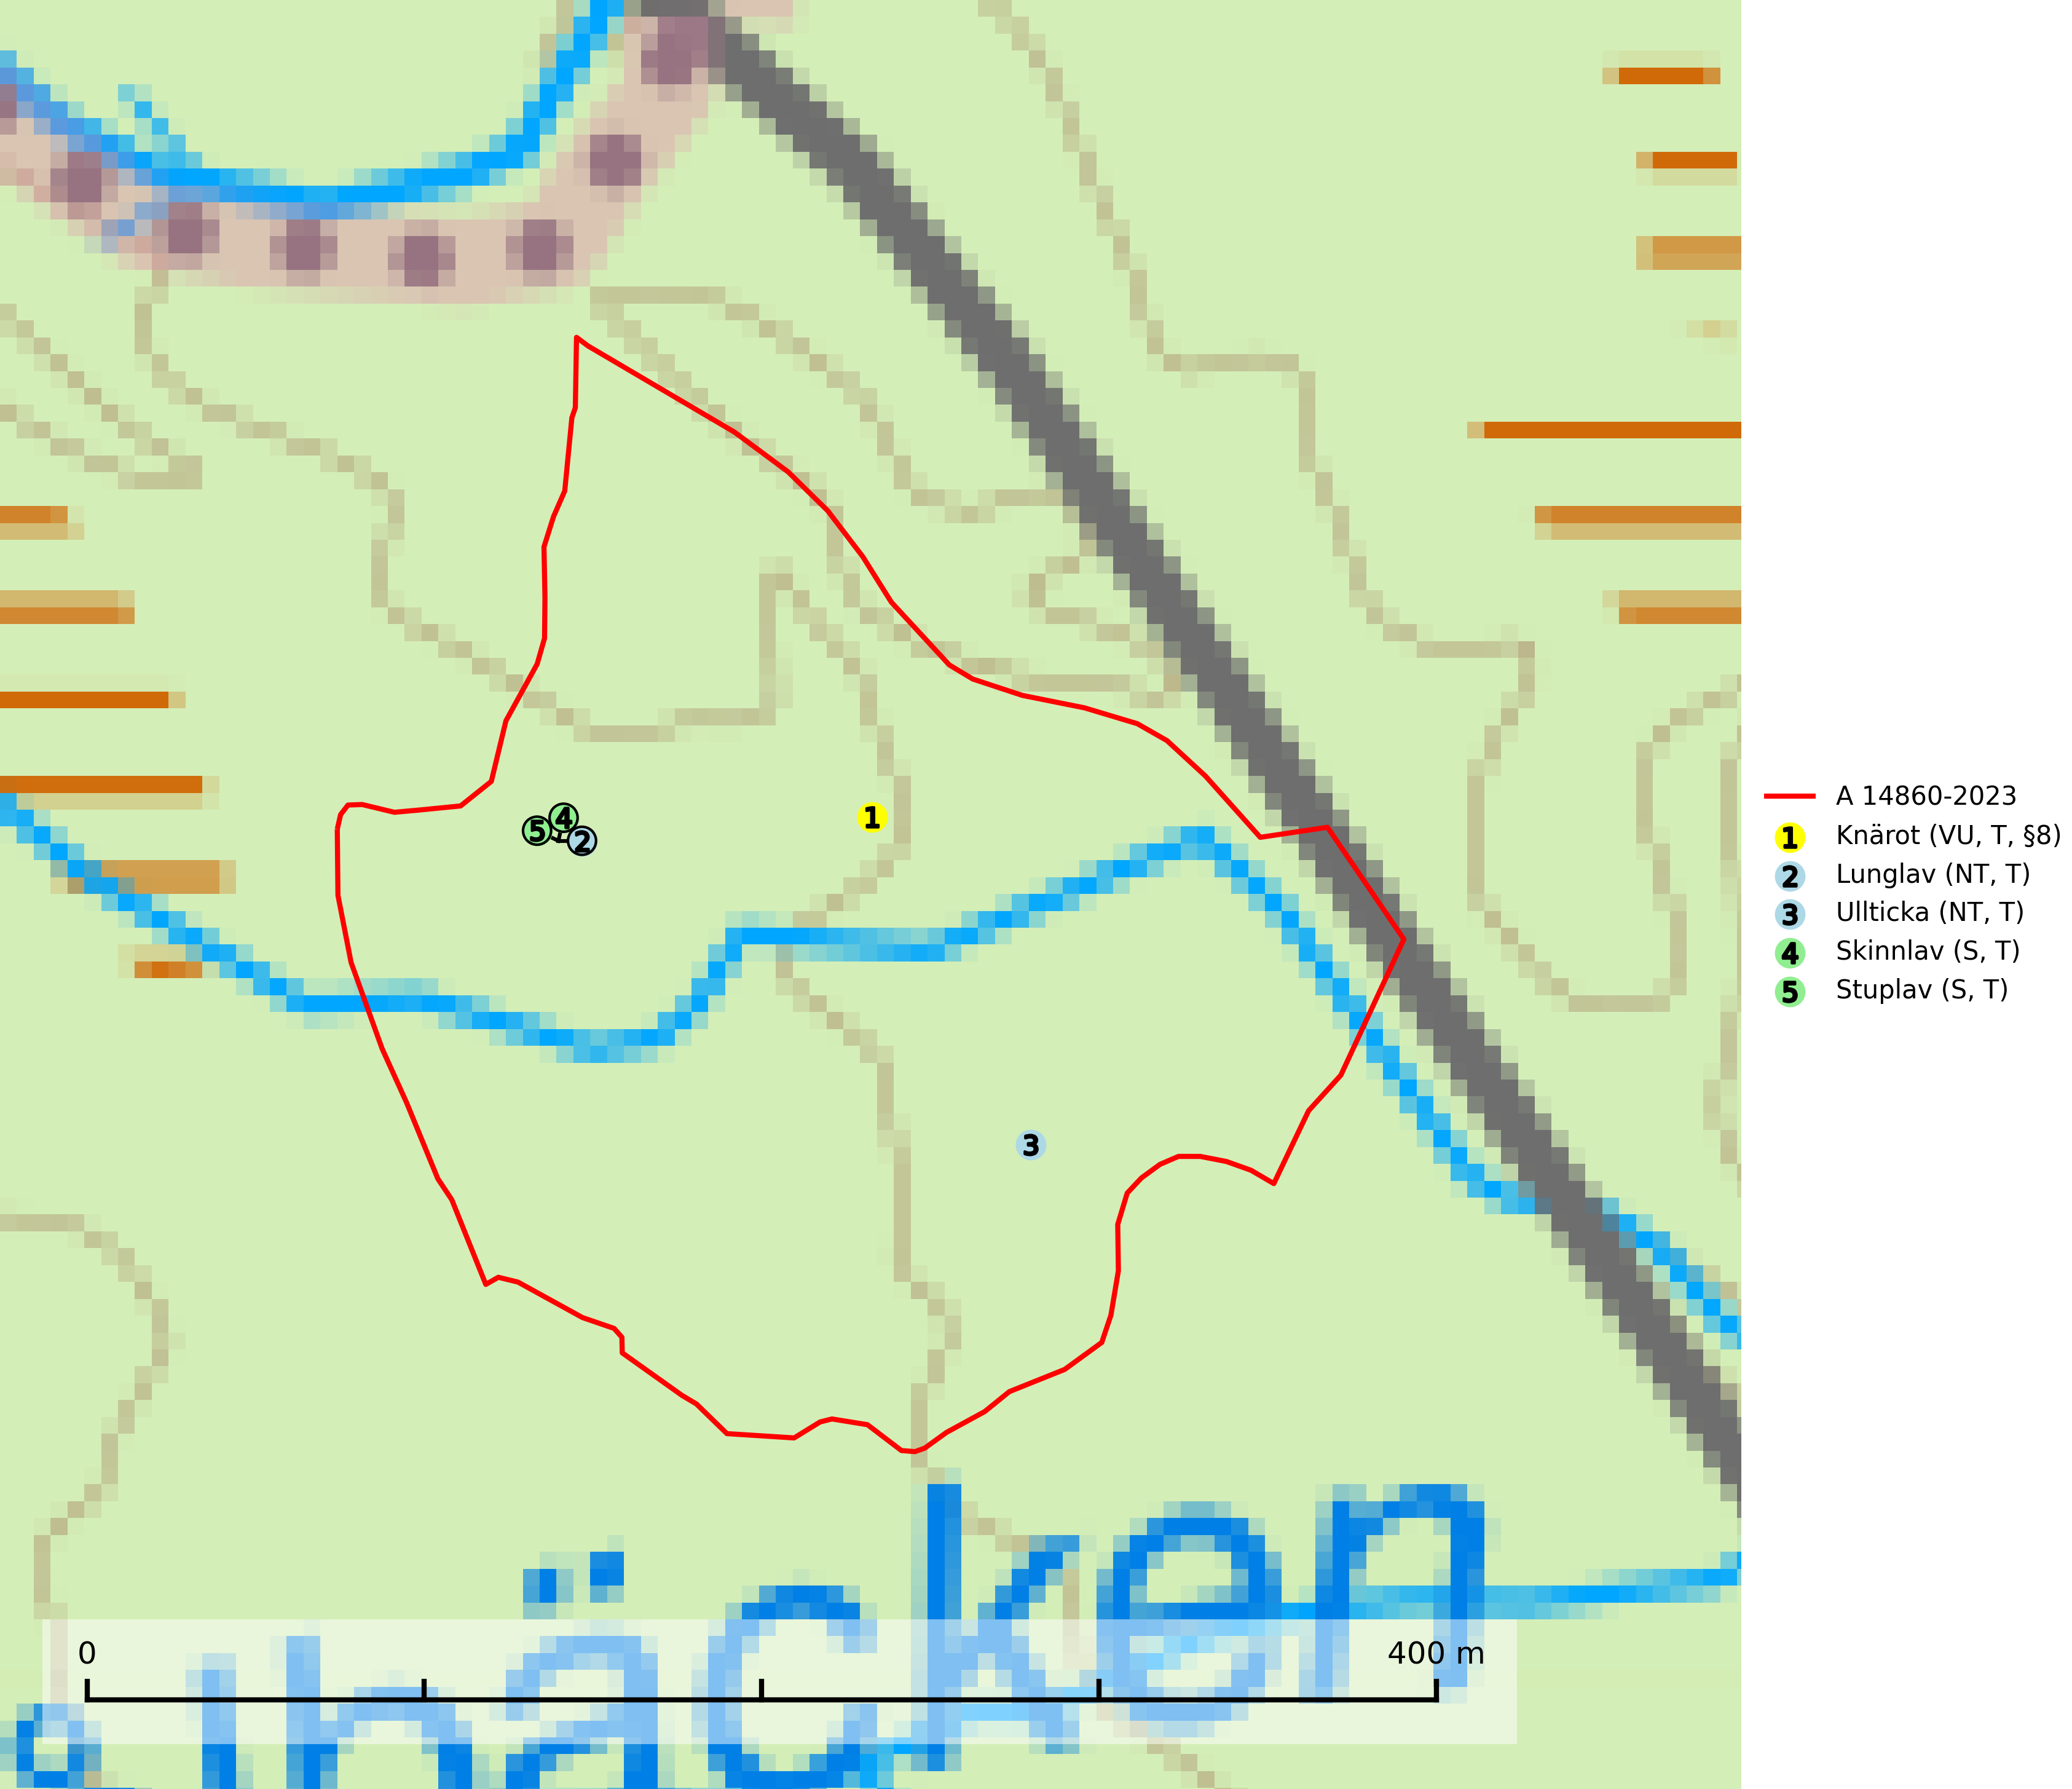 A 14860-2023
1 Knärot (VU, T, §8)
2 Lunglav (NT, T)
3 Ullticka (NT, T)
4 Skinnlav (S, T)
5 Stuplav (S, T)
1
4
5
2
3
0
400 m